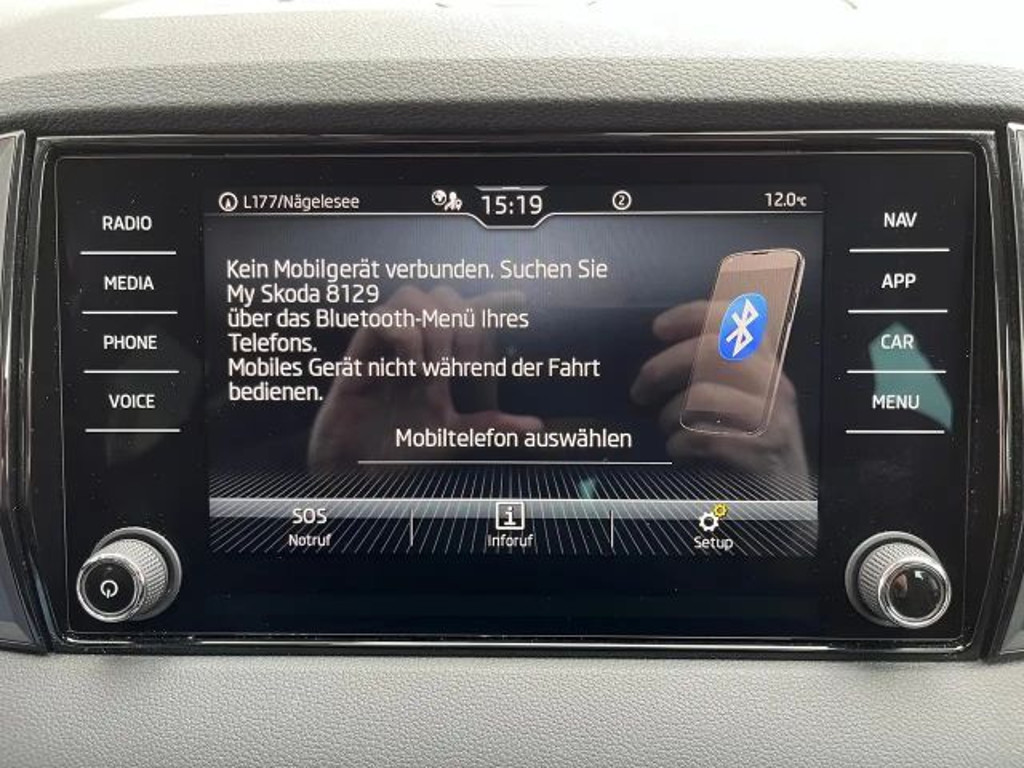 L177/Nägelesee
15:19
2
12.0°C
RADIO
MEDIA
PHONE
VOICE
Kein Mobilgerät verbunden. Suchen Sie
My Skoda 8129
über das Bluetooth-Menü Ihres
Telefons.
Mobiles Gerät nicht während der Fahrt
bedienen.
Mobiltelefon auswählen
SOS
Notruf
i
Inforuf
Setup
NAV
APP
CAR
MENU